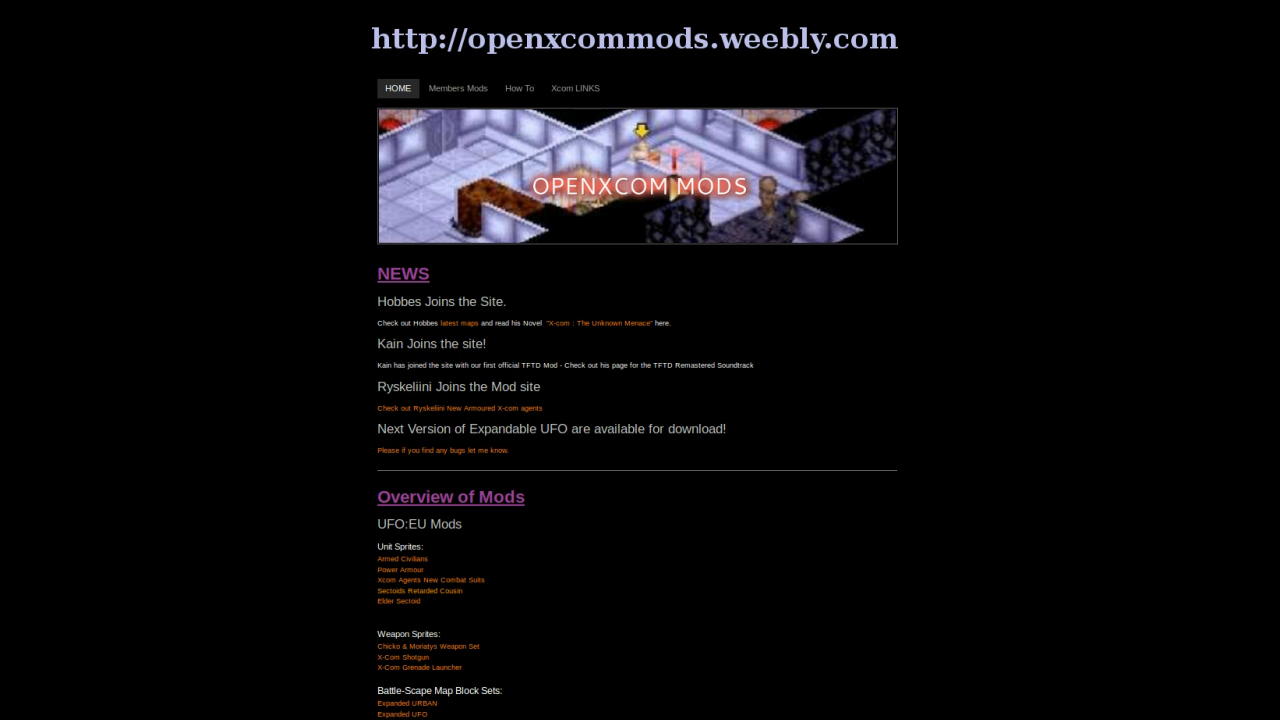 http://openxcommods.weebly.com
HOME Members Mods How To Xcom LINKS
OPENXCOM MODS
NEWS
Hobbes Joins the Site.
Check out Hobbes latest maps and read his Novel "X-com : The Unknown Menace" here.
Kain Joins the site!
Kain has joined the site with our first official TFTD Mod - Check out his page for the TFTD Remastered Soundtrack
Ryskeliini Joins the Mod site
Check out Ryskeliini New Armoured X-com agents
Next Version of Expandable UFO are available for download!
Please if you find any bugs let me know.
Overview of Mods
UFO:EU Mods
Unit Sprites:
Armed Civilians
Power Armour
Xcom Agents New Combat Suits
Sectoids Retarded Cousin
Elder Sectoid
Weapon Sprites:
Chicko & Moriatys Weapon Set
X-Com Shotgun
X-Com Grenade Launcher
Battle-Scape Map Block Sets:
Expanded URBAN
Expanded UFO